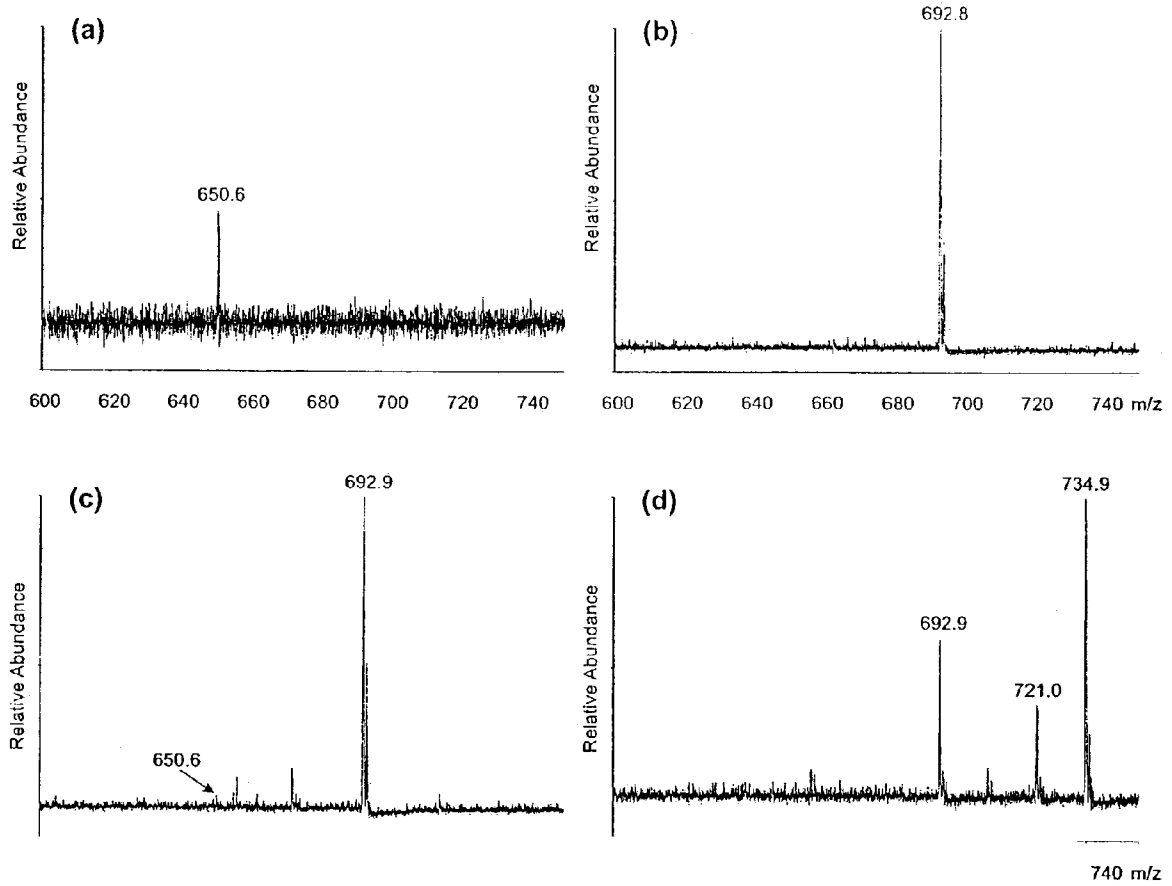 (a)
Relative Abundance
650.6
600 620 640 660 680 700 720 740
(b)
Relative Abundance
692.8
600 620 640 660 680 700 720 740 m/z
(c)
Relative Abundance
692.9
650.6
(d)
Relative Abundance
734.9
692.9
721.0
740 m/z